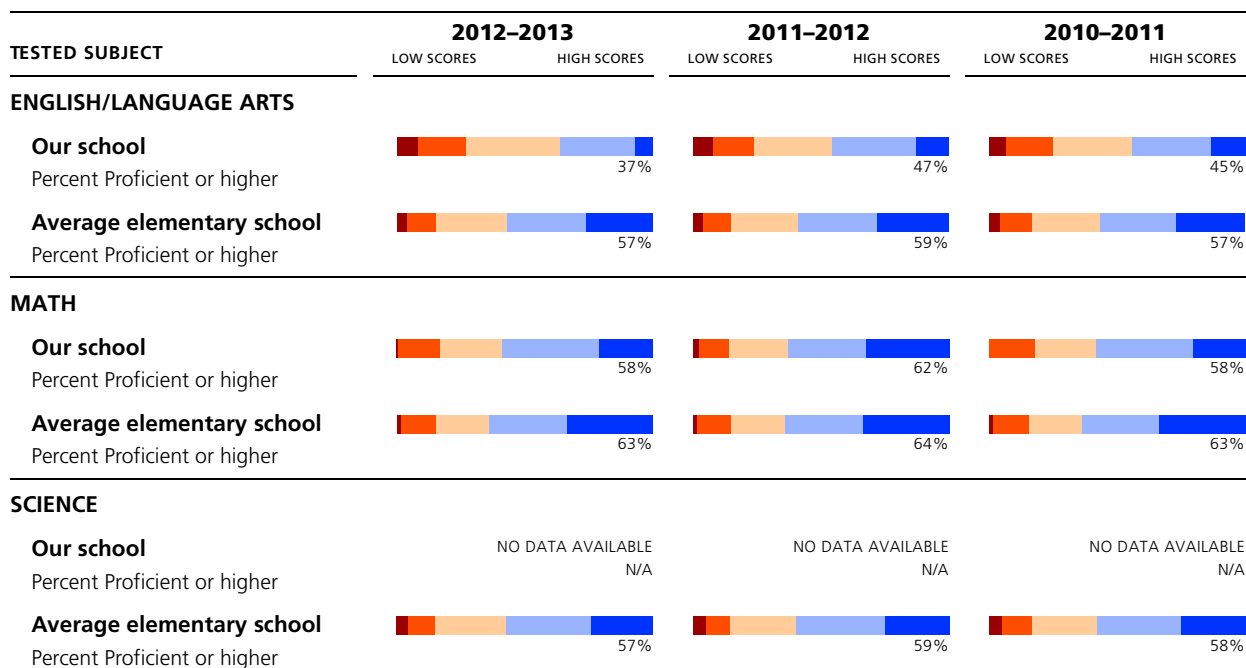 2012–2013 2011–2012 2010–2011
TESTED SUBJECT LOW SCORES HIGH SCORES LOW SCORES HIGH SCORES LOW SCORES HIGH SCORES
ENGLISH/LANGUAGE ARTS
Our school
Percent Proficient or higher 37% 47% 45%
Average elementary school
Percent Proficient or higher 57% 59% 57%
MATH
Our school
Percent Proficient or higher 58% 62% 58%
Average elementary school
Percent Proficient or higher 63% 64% 63%
SCIENCE
Our school NO DATA AVAILABLE NO DATA AVAILABLE NO DATA AVAILABLE
Percent Proficient or higher N/A N/A N/A
Average elementary school
Percent Proficient or higher 57% 59% 58%